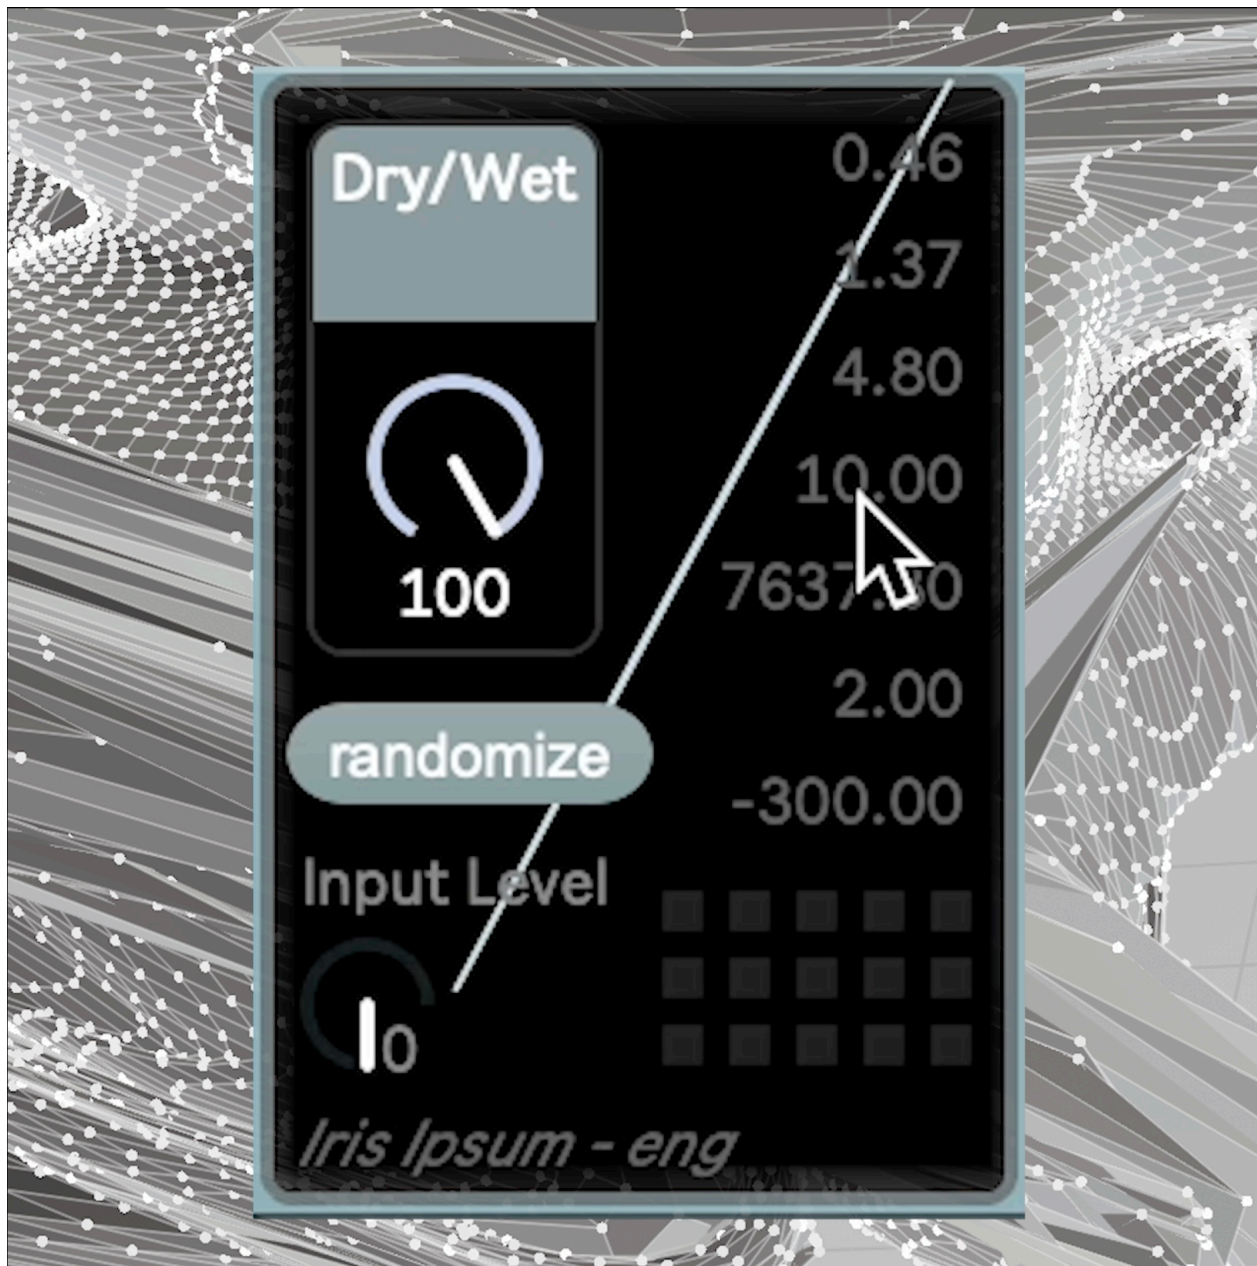 Dry/Wet
100
randomize
Input Level
0
Iris Ipsum - eng
0.46
1.37
4.80
10.00
2.00
-300.00